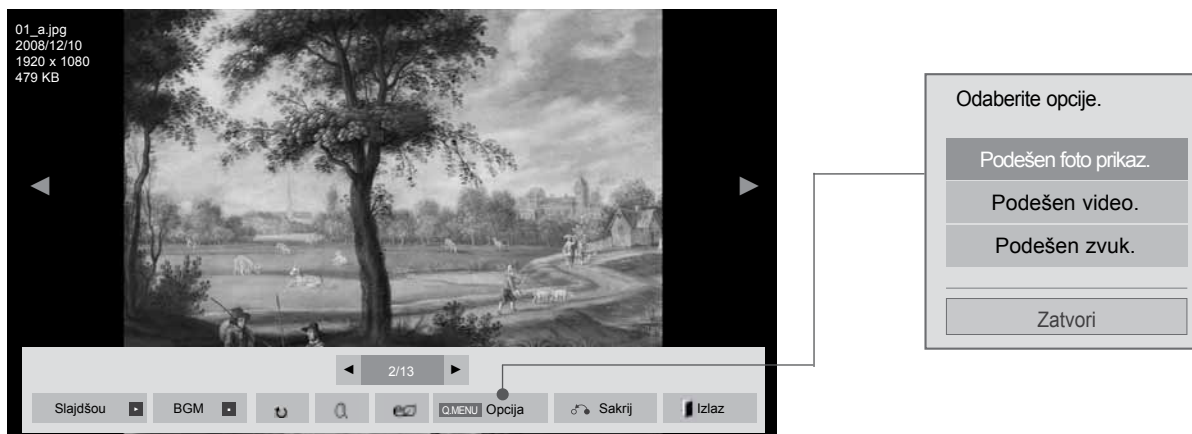 01_a.jpg
2008/12/10
1920 x 1080
479 KB
2/13
Slajdšou BGM Q.MENU Opcija Sakrij Izlaz
Odaberite opcije.
Podešen foto prikaz.
Podešen video.
Podešen zvuk.
Zatvori